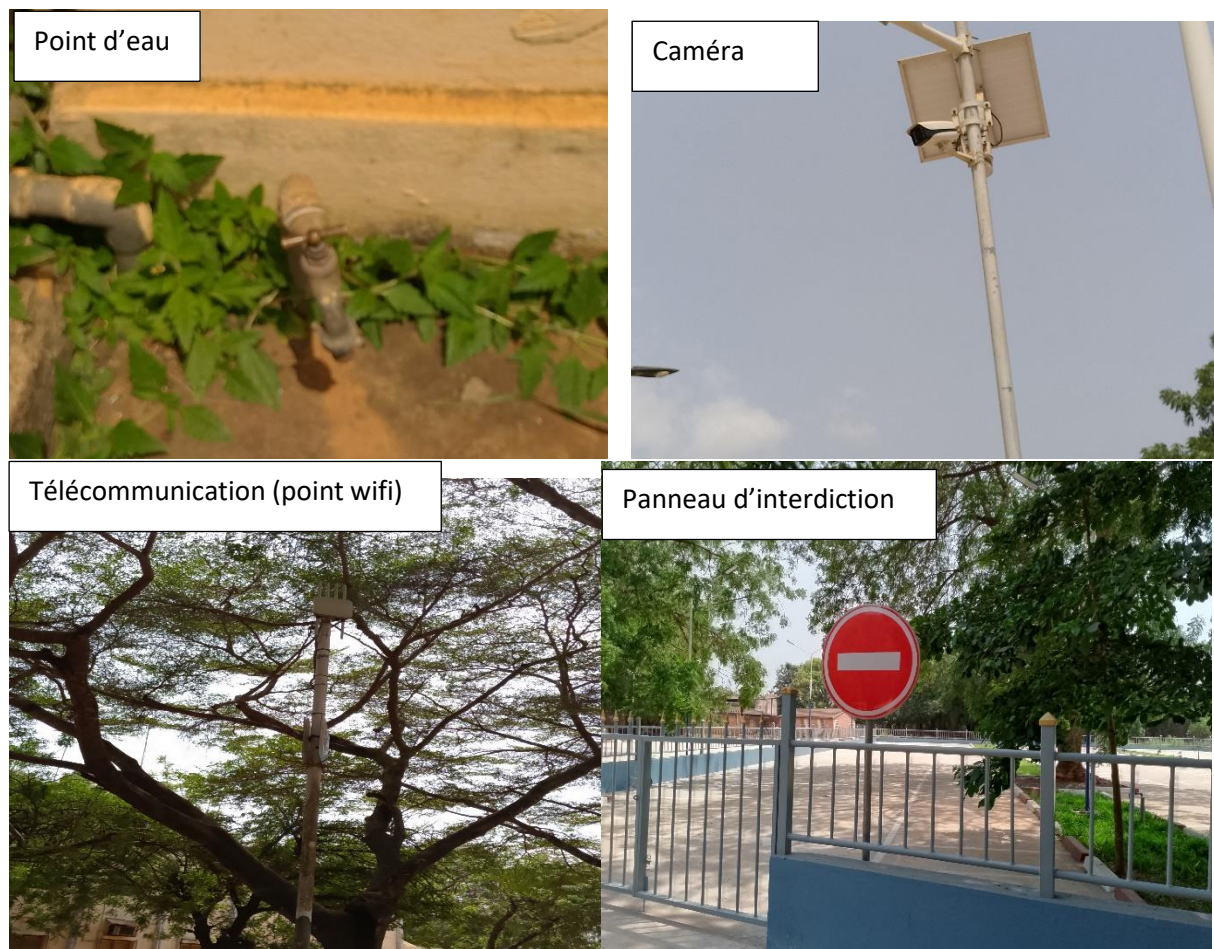 Point d’eau
Caméra
Télécommunication (point wifi)
Panneau d’interdiction